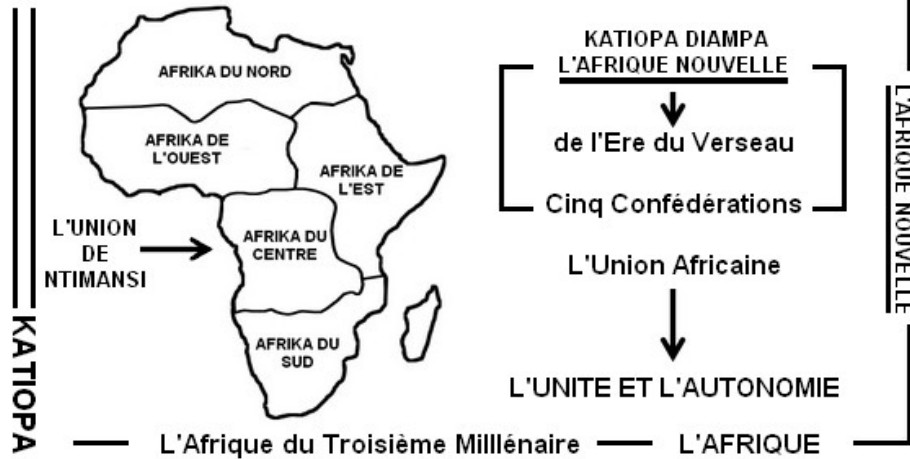 AFRIKA DU NORD
AFRIKA DE
L'OUEST
AFRIKA DE
L'EST
AFRIKA DU
CENTRE
AFRIKA DU
SUD
L'UNION
DE
NTIMANSI
KATIOPA
KATIOPA DIAMPA
L'AFRIQUE NOUVELLE
de l'Ere du Verseau
Cinq Confédérations
L'Union Africaine
L'UNITE ET L'AUTONOMIE
L'AFRIQUE NOUVELLE
L'Afrique du Troisième Milllénaire
L'AFRIQUE